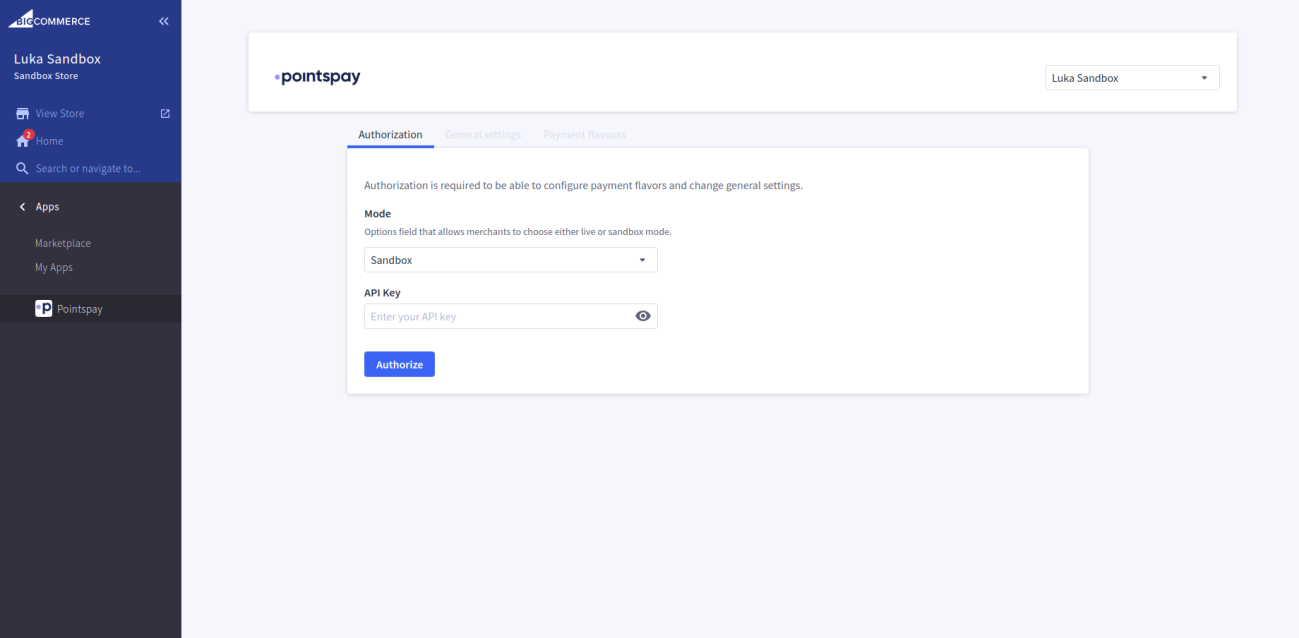 BIGCOMMERCE
Luka Sandbox
Sandbox Store
View Store
2
Home
Search or navigate to...
Apps
Marketplace
My Apps
p Pointspay
pointspay
Luka Sandbox
Authorization General settings Payment flavours
Authorization is required to be able to configure payment flavors and change general settings.
Mode
Options field that allows merchants to choose either live or sandbox mode.
Sandbox
API Key
Enter your API key
Authorize